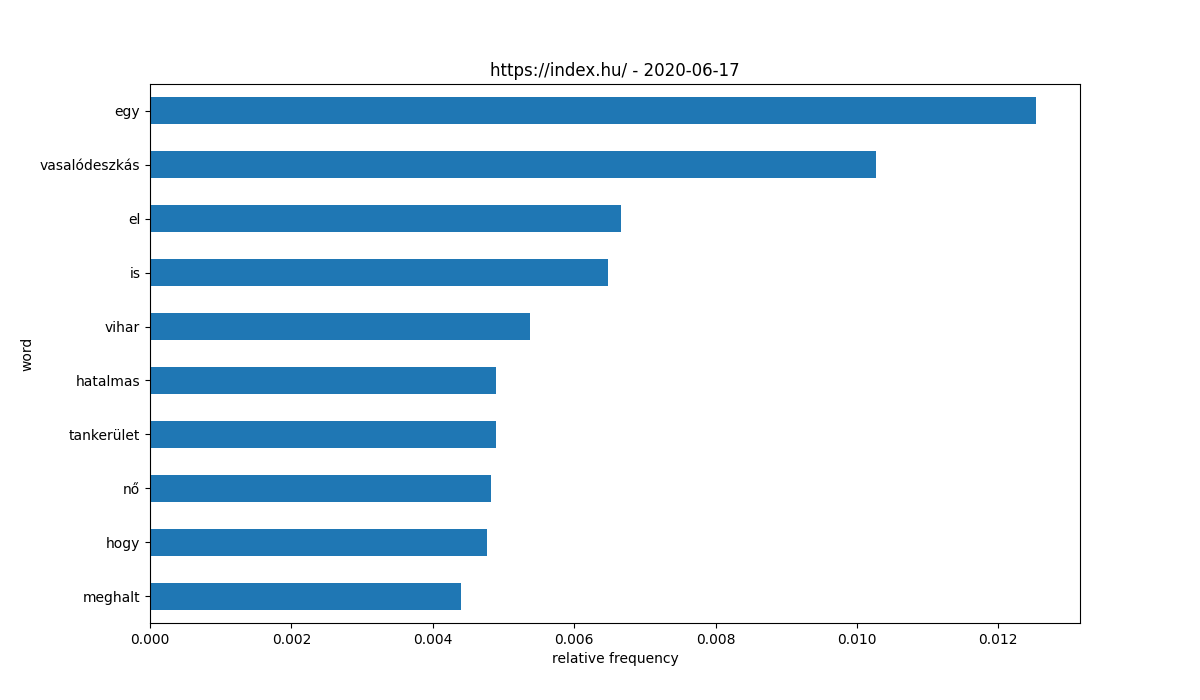 https://index.hu/ - 2020-06-17
egy
vasalódeszkás
el
is
vihar
hatalmas
tankerület
nő
hogy
meghalt
word
0.000 0.002 0.004 0.006 0.008 0.010 0.012
relative frequency